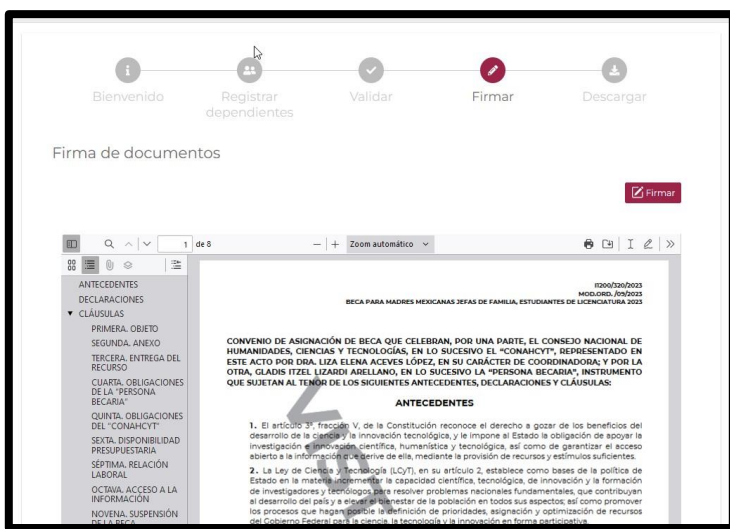 Bienvenido
Registrar
dependientes
Validar
Firmar
Descargar
Firma de documentos
Firmar
1 de 8
Zoom automático
ANTECEDENTES
DECLARACIONES
CLÁUSULAS
PRIMERA. OBJETO
SEGUNDA. ANEXO
TERCERA. ENTREGA DEL
RECURSO
CUARTA. OBLIGACIONES
DE LA "PERSONA
BECARIA"
QUINTA. OBLIGACIONES
DEL "CONAHCYT"
SEXTA. DISPONIBILIDAD
PRESUPUESTARIA
SÉPTIMA. RELACIÓN
LABORAL
OCTAVA. ACCESO A LA
INFORMACIÓN
NOVENA. SUSPENSIÓN
DE LA BECA
I1200/320/2023
MOD.ORD. /09/2023
BECA PARA MADRES MEXICANAS JEFAS DE FAMILIA, ESTUDIANTES DE LICENCIATURA 2023
CONVENIO DE ASIGNACIÓN DE BECA QUE CELEBRAN, POR UNA PARTE, EL CONSEJO NACIONAL DE
HUMANIDADES, CIENCIAS Y TECNOLOGÍAS, EN LO SUCESIVO EL "CONAHCYT", REPRESENTADO EN
ESTE ACTO POR DRA. LIZA ELENA ACEVES LÓPEZ, EN SU CARÁCTER DE COORDINADORA; Y POR LA
OTRA, GLADIS ITZEL LIZARDI ARELLANO, EN LO SUCESIVO LA "PERSONA BECARIA", INSTRUMENTO
QUE SUJETAN AL TENOR DE LOS SIGUIENTES ANTECEDENTES, DECLARACIONES Y CLÁUSULAS:
ANTECEDENTES
1. El artículo 3º, fracción V, de la Constitución reconoce el derecho a gozar de los beneficios del
desarrollo de la ciencia y la innovación tecnológica, y le impone al Estado la obligación de apoyar la
investigación e innovación científica, humanística y tecnológica, así como de garantizar el acceso
abierto a la información que derive de ella, mediante la provisión de recursos y estímulos suficientes.
2. La Ley de Ciencia y Tecnología (LCyT), en su artículo 2, establece como bases de la política de
Estado en la materia incrementar la capacidad científica, tecnológica, de innovación y la formación
de investigadores y tecnólogos para resolver problemas nacionales fundamentales, que contribuyan
al desarrollo del país y a elevar el bienestar de la población en todos sus aspectos; así como promover
los procesos que hagan posible la definición de prioridades, asignación y optimización de recursos
del Gobierno Federal para la ciencia, la tecnología y la innovación en forma participativa.